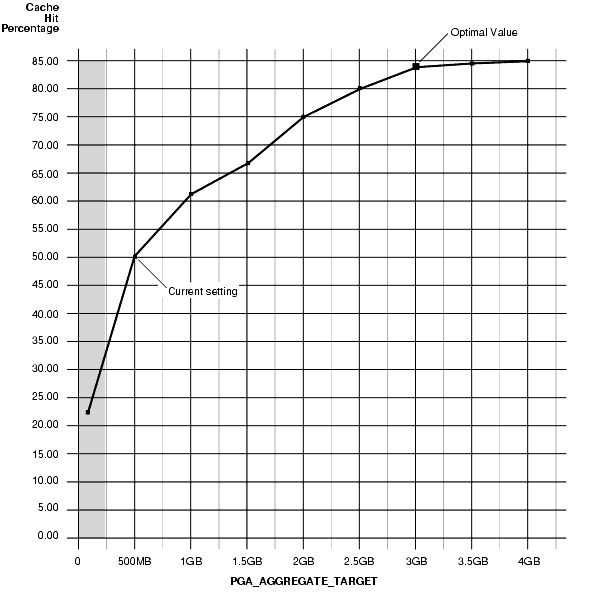 Cache
Hit
Percentage
Optimal Value
85.00
80.00
75.00
70.00
65.00
60.00
55.00
50.00
Current setting
45.00
40.00
35.00
30.00
25.00
20.00
15.00
10.00
5.00
0.00
0 500MB 1GB 1.5GB 2GB 2.5GB 3GB 3.5GB 4GB
PGA_AGGREGATE_TARGET